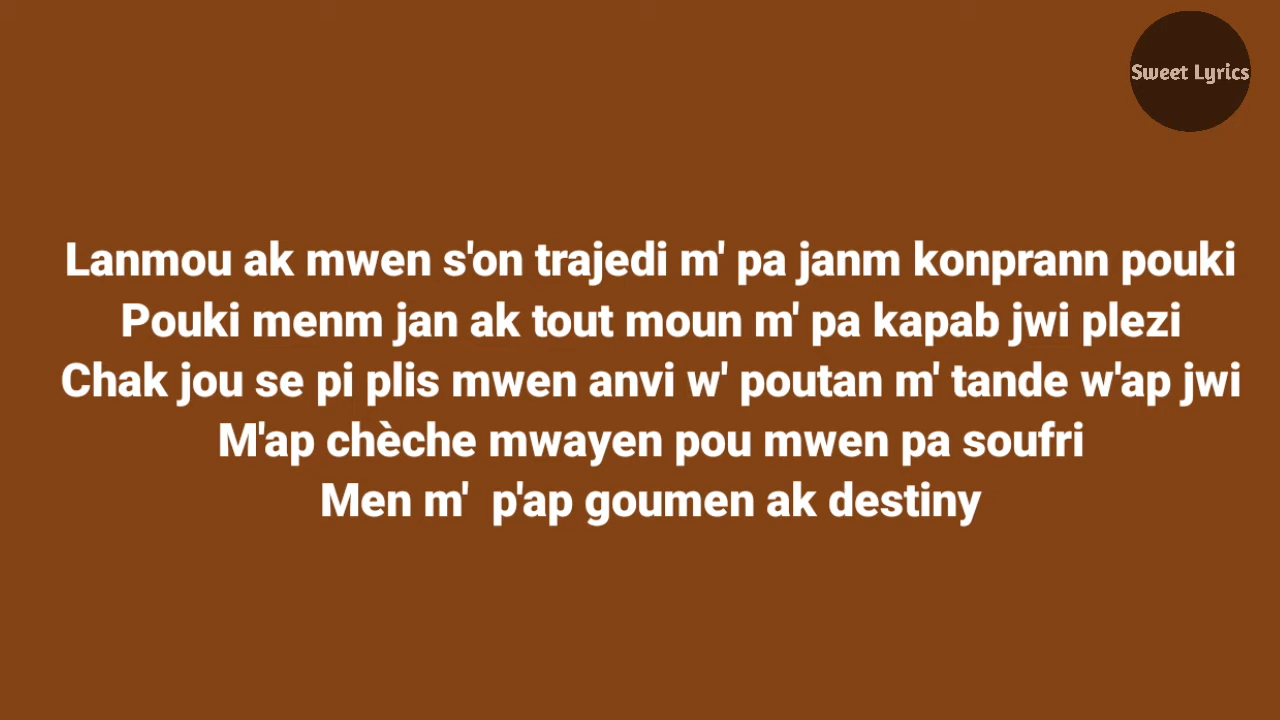 Sweet Lyrics
Lanmou ak mwen s'on trajedi m' pa janm konprann pouki
Pouki menm jan ak tout moun m' pa kapab jwi plezi
Chak jou se pi plis mwen anvi w' poutan m' tande w'ap jwi
M'ap chèche mwayen pou mwen pa soufri
Men m'  p'ap goumen ak destiny